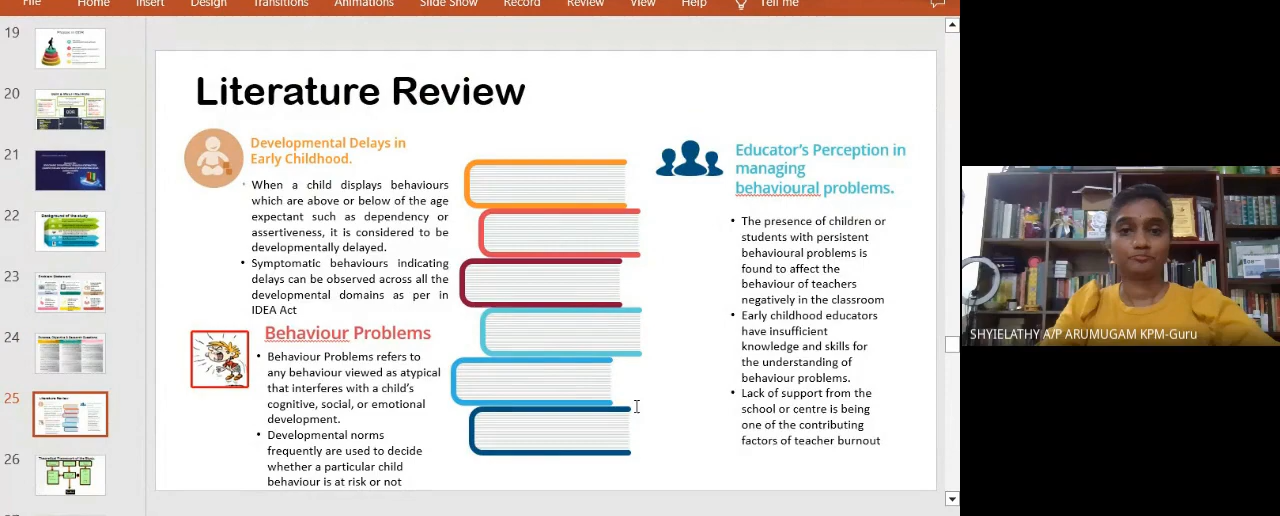 File Home Insert Design Transitions Animations Slide Show Record Review View Help Tell me
19
20
21
22
Background of the study
23
Problem Statement
24
25
Literature Review
26
Literature Review
Developmental Delays in
Early Childhood.
When a child displays behaviours
which are above or below of the age
expectant such as dependency or
assertiveness, it is considered to be
developmentally delayed.
• Symptomatic behaviours indicating
delays can be observed across all the
developmental domains as per in
IDEA Act
Behaviour Problems
• Behaviour Problems refers to
any behaviour viewed as atypical
that interferes with a child's
cognitive, social, or emotional
development.
• Developmental norms
frequently are used to decide
whether a particular child
behaviour is at risk or not
Educator's Perception in
managing
behavioural problems.
• The presence of children or
students with persistent
behavioural problems is
found to affect the
behaviour of teachers
negatively in the classroom
• Early childhood educators
have insufficient
knowledge and skills for
the understanding of
behaviour problems.
• Lack of support from the
school or centre is being
one of the contributing
factors of teacher burnout
SHYIELATHY A/P ARUMUGAM KPM-Guru